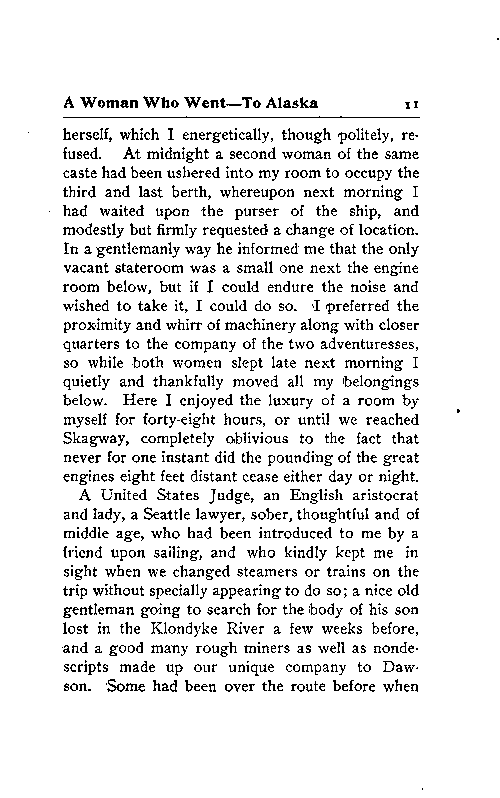 A Woman Who Went—To Alaska 11
herself, which I energetically, though politely, re-
fused. At midnight a second woman of the same
caste had been ushered into my room to occupy the
third and last berth, whereupon next morning I
had waited upon the purser of the ship, and
modestly but firmly requested a change of location.
In a gentlemanly way he informed me that the only
vacant stateroom was a small one next the engine
room below, but if I could endure the noise and
wished to take it, I could do so. I preferred the
proximity and whirr of machinery along with closer
quarters to the company of the two adventuresses,
so while both women slept late next morning I
quietly and thankfully moved all my belongings
below. Here I enjoyed the luxury of a room by
myself for forty-eight hours, or until we reached
Skagway, completely oblivious to the fact that
never for one instant did the pounding of the great
engines eight feet distant cease either day or night.
A United States Judge, an English aristocrat
and lady, a Seattle lawyer, sober, thoughtful and of
middle age, who had been introduced to me by a
friend upon sailing, and who kindly kept me in
sight when we changed steamers or trains on the
trip without specially appearing to do so; a nice old
gentleman going to search for the body of his son
lost in the Klondyke River a few weeks before,
and a good many rough miners as well as nonde-
scripts made up our unique company to Daw-
son. Some had been over the route before when